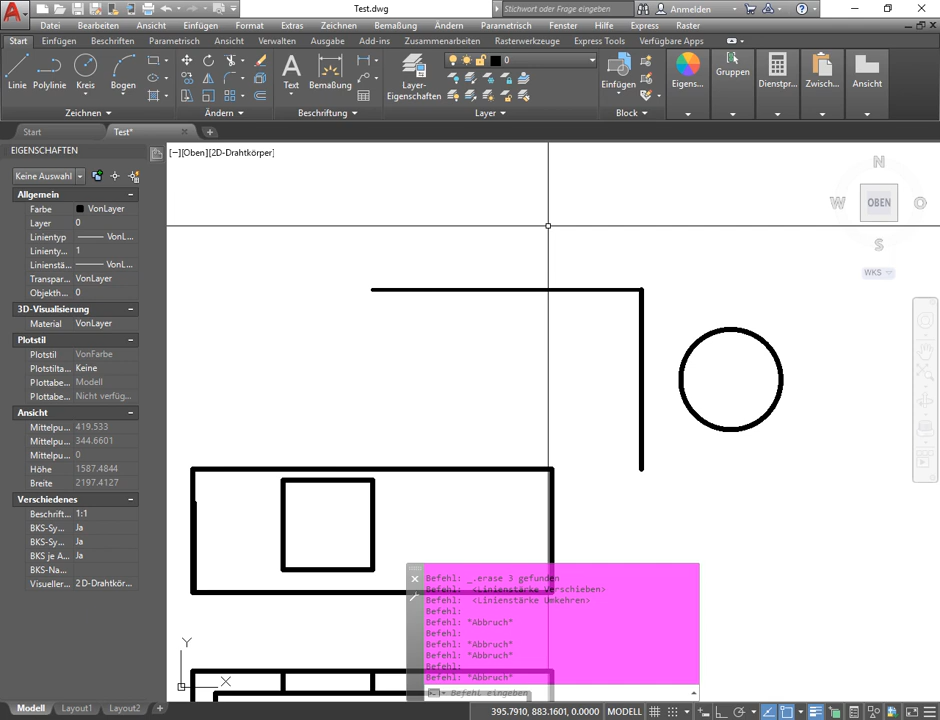 Test.dwg
Stichwort oder Frage eingeben
Anmelden
Datei Bearbeiten Ansicht Einfügen Format Extras Zeichnen Bemaßung Ändern Parametrisch Fenster Hilfe Express Raster
Start Einfügen Beschriften Parametrisch Ansicht Verwalten Ausgabe Add-ins Zusammenarbeiten Rasterwerkzeuge Express Tools Verfügbare Apps
0
Linie Polylinie Kreis Bogen
Text Bemaßung
Layer-
Eigenschaften
Einfügen
Eigens...
Gruppen
Dienstpr...
Zwisch...
Ansicht
Zeichnen Ändern Beschriftung Layer Block
Start Test* +
EIGENSCHAFTEN
[−][Oben][2D-Drahtkörper]
Keine Auswahl
Allgemein
Farbe VonLayer
Layer 0
Linientyp VonL...
Linienty... 1
Linienstä... VonL...
Transpar... VonLayer
Objekth... 0
3D-Visualisierung
Material VonLayer
Plotstil
Plotstil VonFarbe
Plotstilta... Keine
Plottabe... Modell
Plottabe... Nicht verfüg...
Ansicht
Mittelpu... 419.533
Mittelpu... 344.6601
Mittelpu... 0
Höhe 1587.4844
Breite 2197.4127
Verschiedenes
Beschrift... 1:1
BKS-Sy... Ja
BKS-Sy... Ja
BKS je A... Ja
BKS-Na...
Visueller... 2D-Drahtkör...
N
W OBEN O
S
WKS
Befehl: _.erase 3 gefunden
Befehl: <Linienstärke Verschieben>
Befehl: <Linienstärke Umkehren>
Befehl:
Befehl: *Abbruch*
Befehl:
Befehl: *Abbruch*
Befehl: *Abbruch*
Befehl:
Befehl: *Abbruch*
Befehl eingeben
Y
X
Modell Layout1 Layout2 +
395.7910, 883.1601, 0.0000 MODELL 1:1